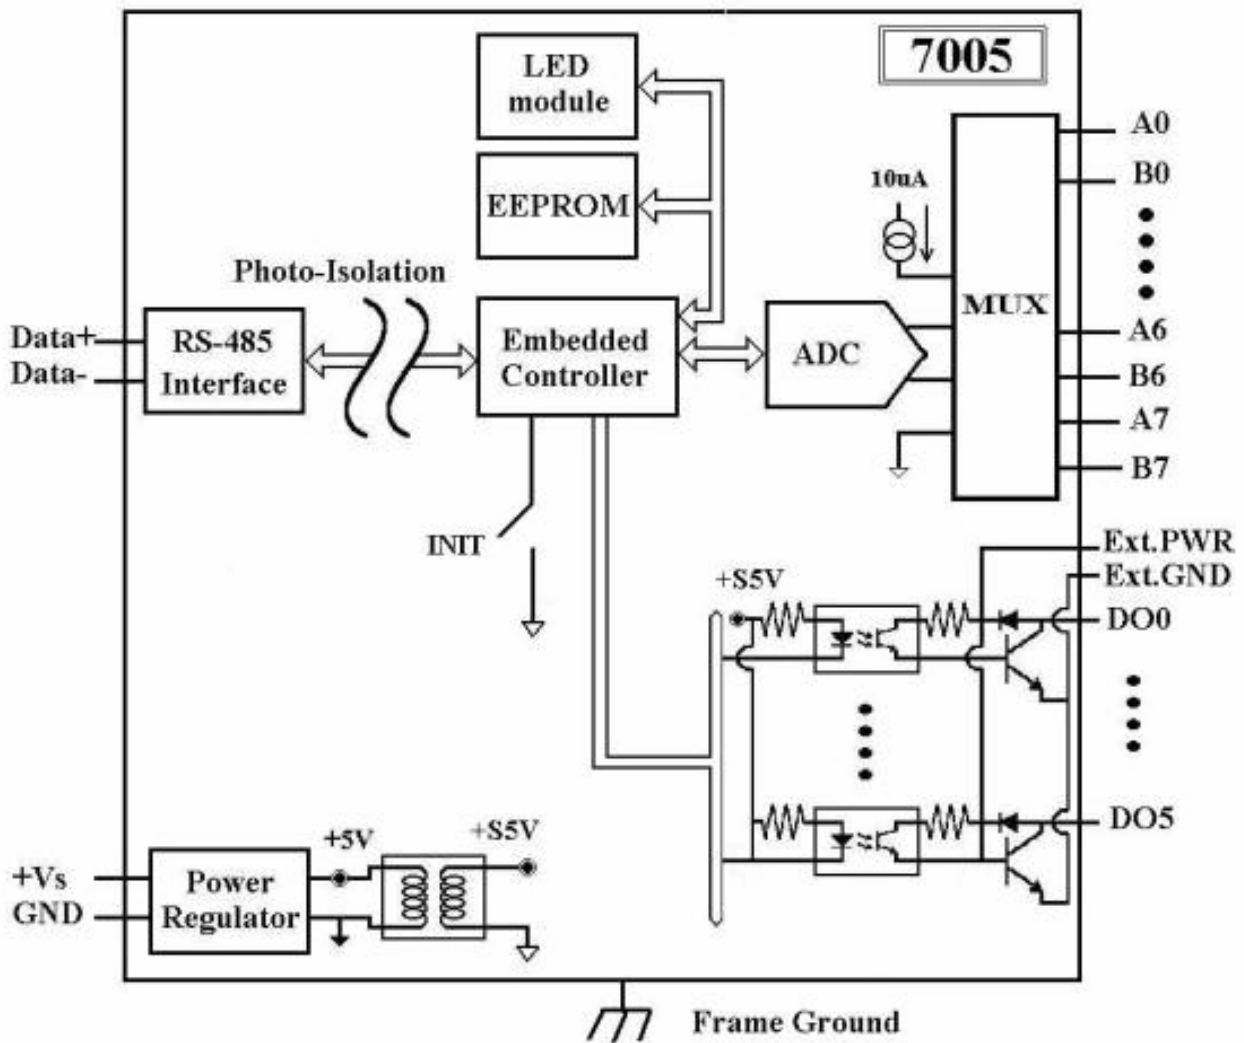 7005
LED
module
EEPROM
Photo-Isolation
Data+
Data-
RS-485
Interface
Embedded
Controller
ADC
10uA
MUX
A0
B0
A6
B6
A7
B7
INIT
Ext.PWR
Ext.GND
+S5V
DO0
DO5
+Vs
GND
Power
Regulator
+5V
+S5V
Frame Ground